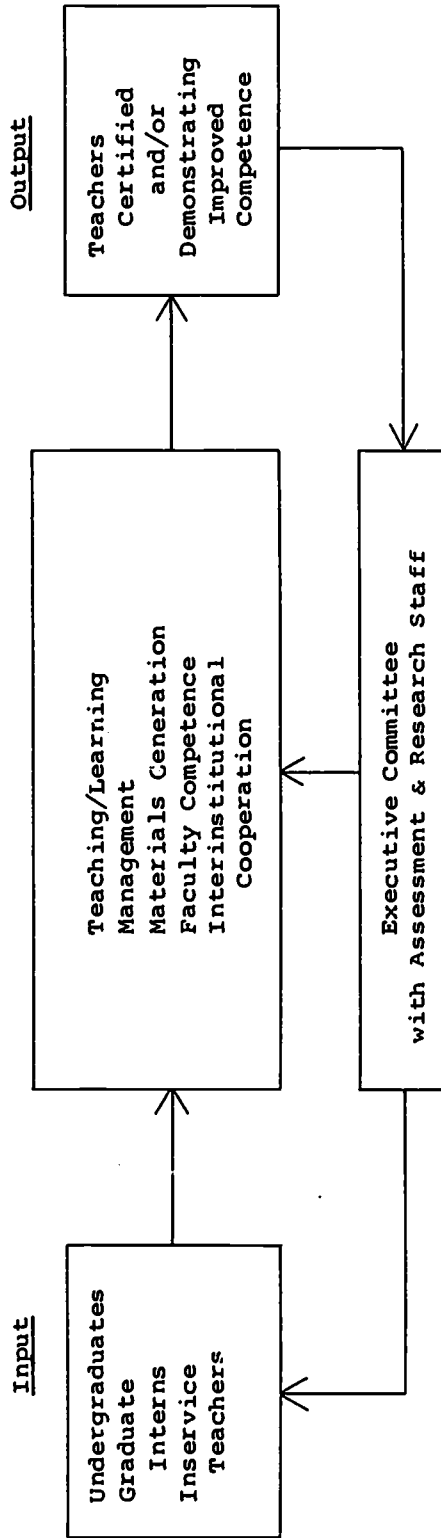 Input
Undergraduates
Graduate
Interns
Inservice
Teachers
Teaching/Learning
Management
Materials Generation
Faculty Competence
Interinstitutional
Cooperation
Output
Teachers
Certified
and/or
Demonstrating
Improved
Competence
Executive Committee
with Assessment & Research Staff